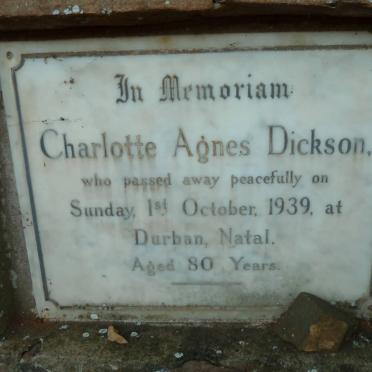 In Memoriam
Charlotte Agnes Dickson,
who passed away peacefully on
Sunday, 1st October, 1939, at
Durban, Natal.
Aged 80 Years.